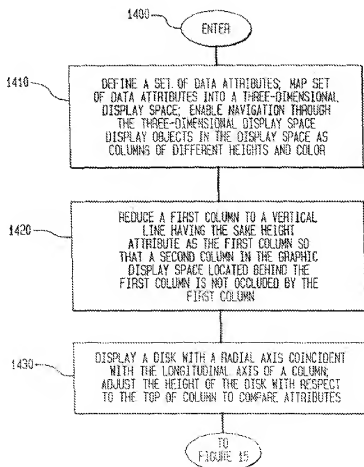 1400
ENTER
1410
DEFINE A SET OF DATA ATTRIBUTES; MAP SET
OF DATA ATTRIBUTES INTO A THREE-DIMENSIONAL
DISPLAY SPACE; ENABLE NAVIGATION THROUGH
THE THREE-DIMENSIONAL DISPLAY SPACE
DISPLAY OBJECTS IN THE DISPLAY SPACE AS
COLUMNS OF DIFFERENT HEIGHTS AND COLOR
1420
REDUCE A FIRST COLUMN TO A VERTICAL
LINE HAVING THE SAME HEIGHT
ATTRIBUTE AS THE FIRST COLUMN SO
THAT A SECOND COLUMN IN THE GRAPHIC
DISPLAY SPACE LOCATED BEHIND THE
FIRST COLUMN IS NOT OCCLUDED BY THE
FIRST COLUMN
1430
DISPLAY A DISK WITH A RADIAL AXIS COINCIDENT
WITH THE LONGITUDINAL AXIS OF A COLUMN;
ADJUST THE HEIGHT OF THE DISK WITH RESPECT
TO THE TOP OF COLUMN TO COMPARE ATTRIBUTES
TO
FIGURE 15